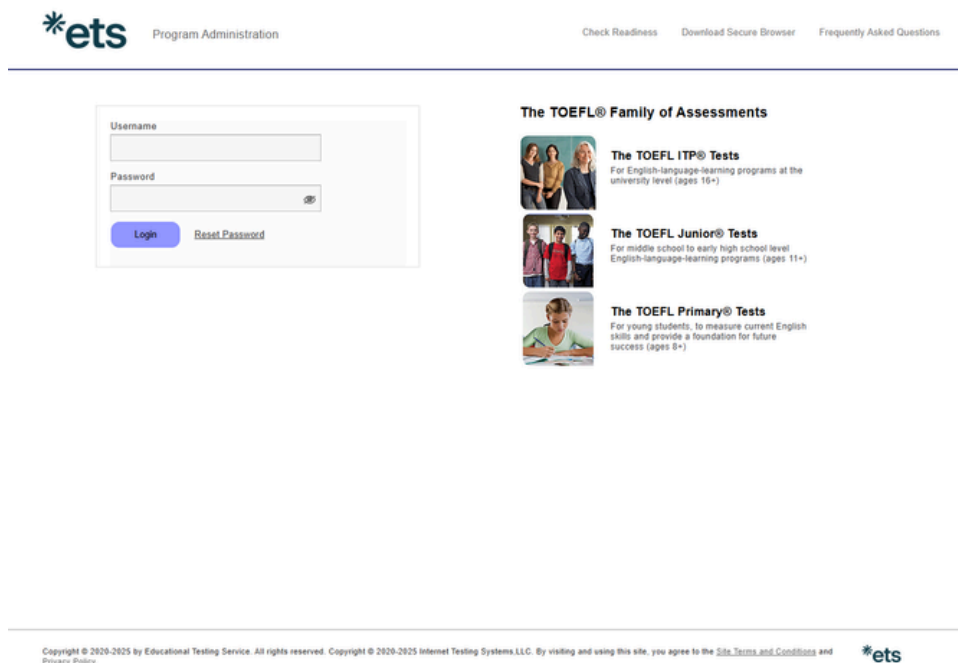 *ets
Program Administration
Check Readiness
Download Secure Browser
Frequently Asked Questions
Username
Password
Login
Reset Password
The TOEFL® Family of Assessments
The TOEFL ITP® Tests
For English-language-learning programs at the
university level (ages 16+)
The TOEFL Junior® Tests
For middle school to early high school level
English-language-learning programs (ages 11+)
The TOEFL Primary® Tests
For young students, to measure current English
skills and provide a foundation for future
success (ages 8+)
Copyright © 2020-2025 by Educational Testing Service. All rights reserved. Copyright © 2020-2025 Internet Testing Systems,LLC. By visiting and using this site, you agree to the Site Terms and Conditions and
Privacy Policy
*ets